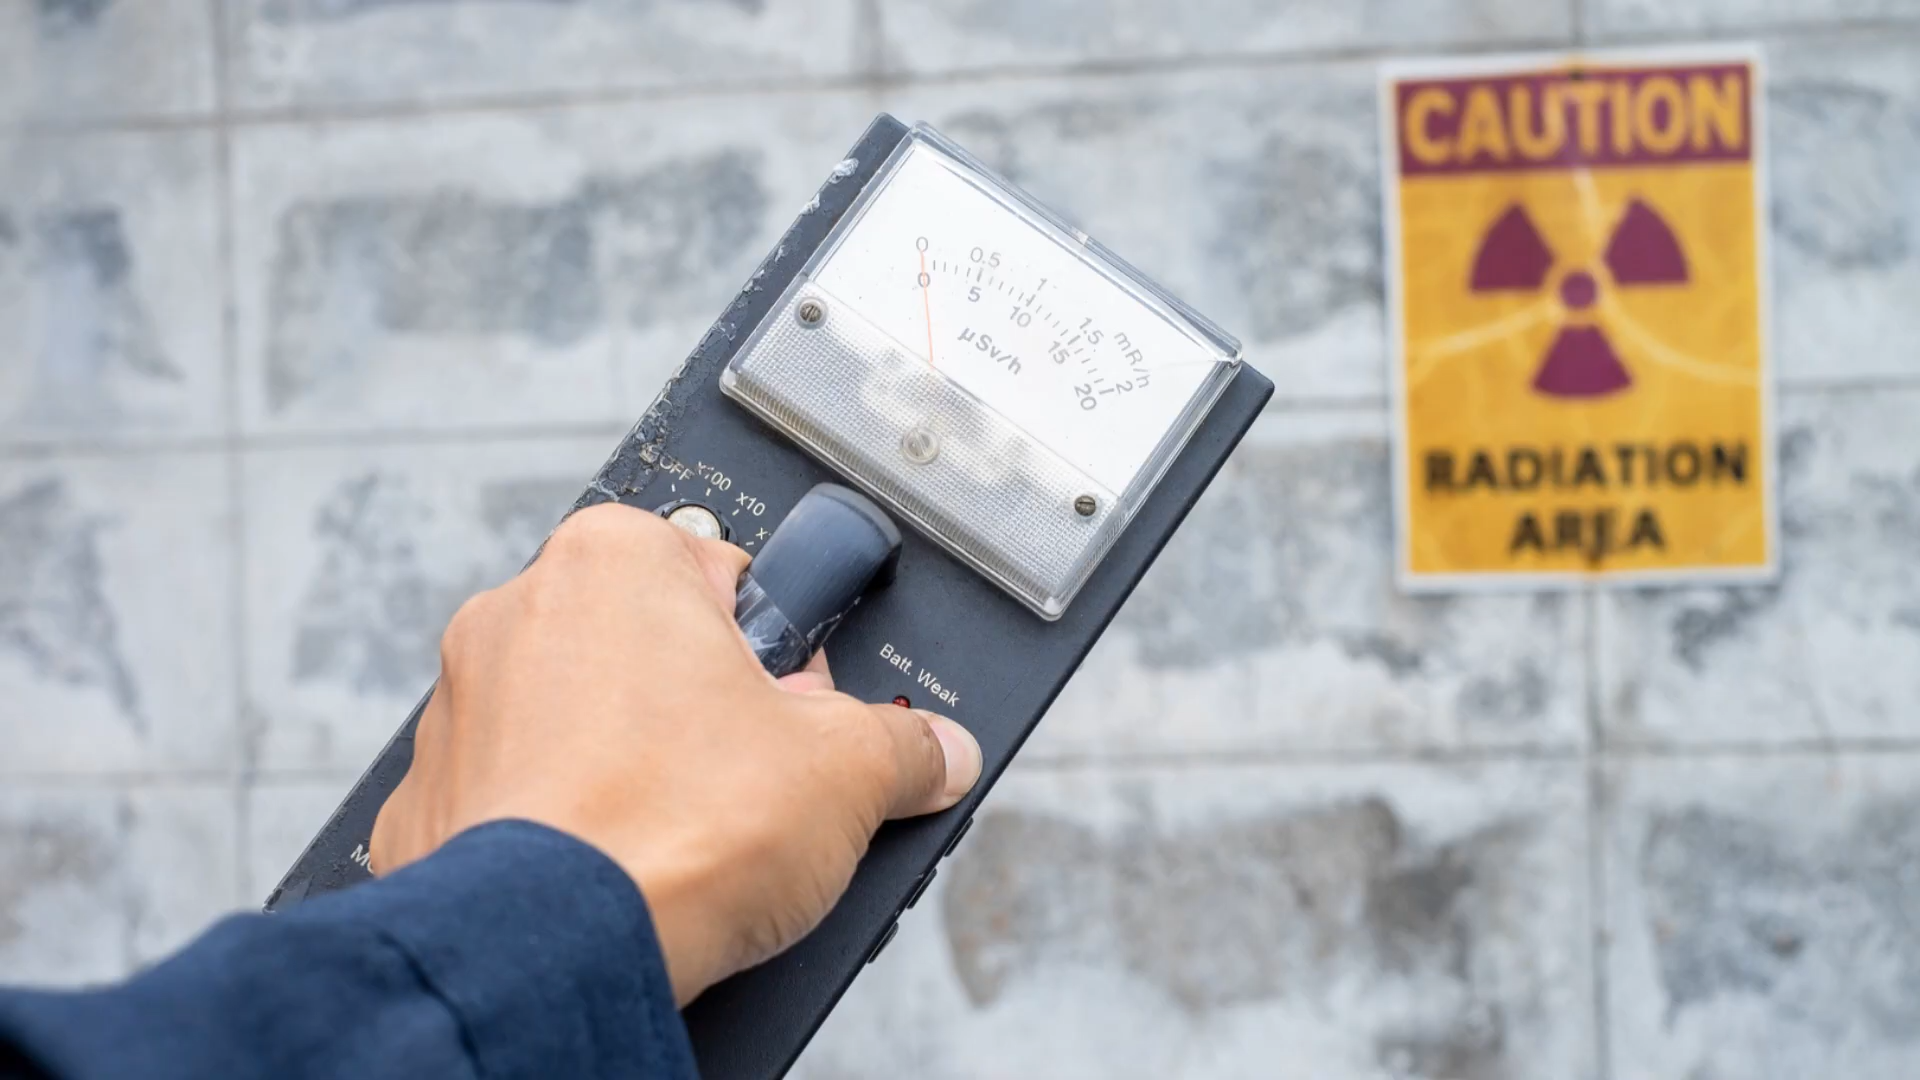 CAUTION
RADIATION
AREA
0 0.5 1 1.5 2
mR/h
0 5 10 15 20
µSv/h
OFF x100 x10
Batt. Weak